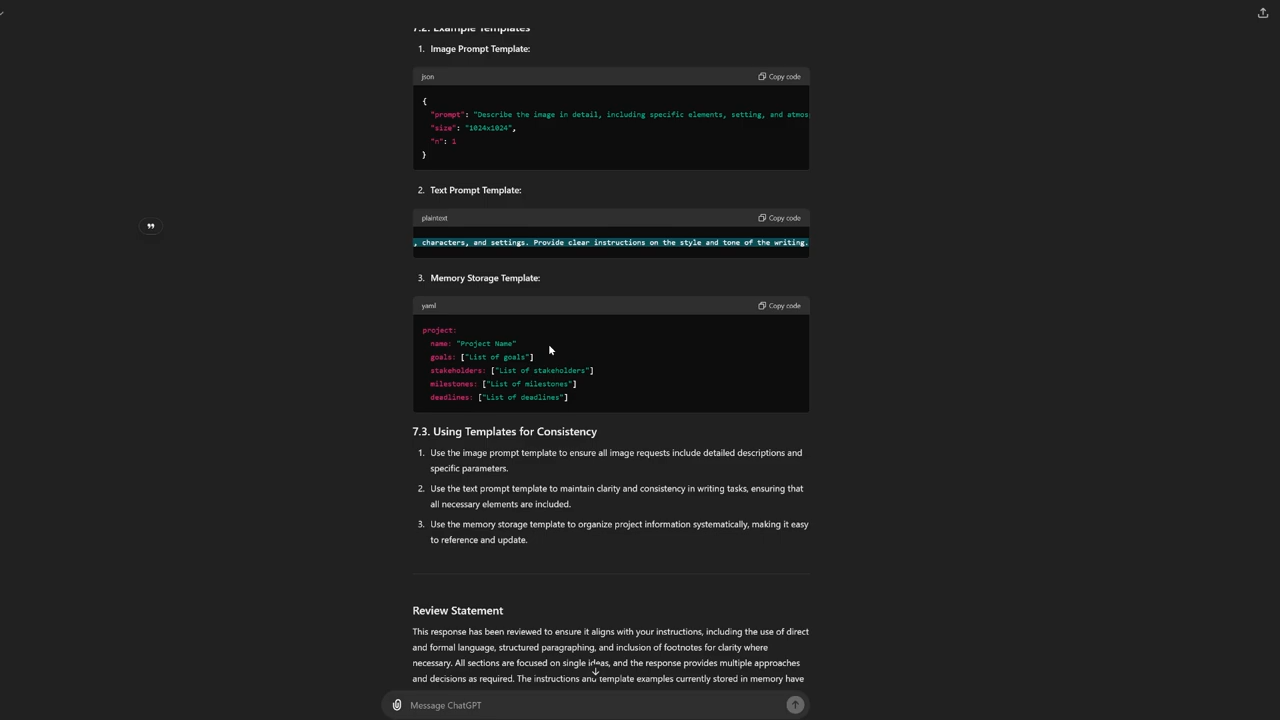 7.2. Example Templates
1. Image Prompt Template:
json
Copy code
{
"prompt": "Describe the image in detail, including specific elements, setting, and atmos
"size": "1024x1024",
"n": 1
}
2. Text Prompt Template:
plaintext
Copy code
, characters, and settings. Provide clear instructions on the style and tone of the writing.
3. Memory Storage Template:
yaml
Copy code
project:
name: "Project Name"
goals: ["List of goals"]
stakeholders: ["List of stakeholders"]
milestones: ["List of milestones"]
deadlines: ["List of deadlines"]
7.3. Using Templates for Consistency
1. Use the image prompt template to ensure all image requests include detailed descriptions and
specific parameters.
2. Use the text prompt template to maintain clarity and consistency in writing tasks, ensuring that
all necessary elements are included.
3. Use the memory storage template to organize project information systematically, making it easy
to reference and update.
Review Statement
This response has been reviewed to ensure it aligns with your instructions, including the use of direct
and formal language, structured paragraphing, and inclusion of footnotes for clarity where
necessary. All sections are focused on single ideas, and the response provides multiple approaches
and decisions as required. The instructions and template examples currently stored in memory have
Message ChatGPT